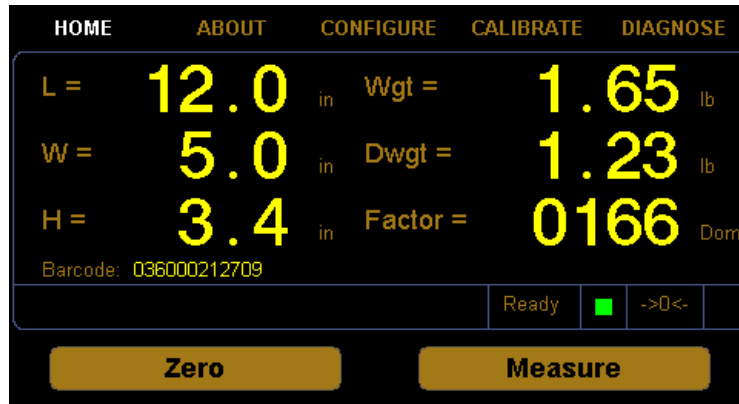 HOME ABOUT CONFIGURE CALIBRATE DIAGNOSE
L = 12.0 in Wgt = 1.65 lb
W = 5.0 in Dwgt = 1.23 lb
H = 3.4 in Factor = 0166 Dom
Barcode: 036000212709
Ready ->0<-
Zero Measure